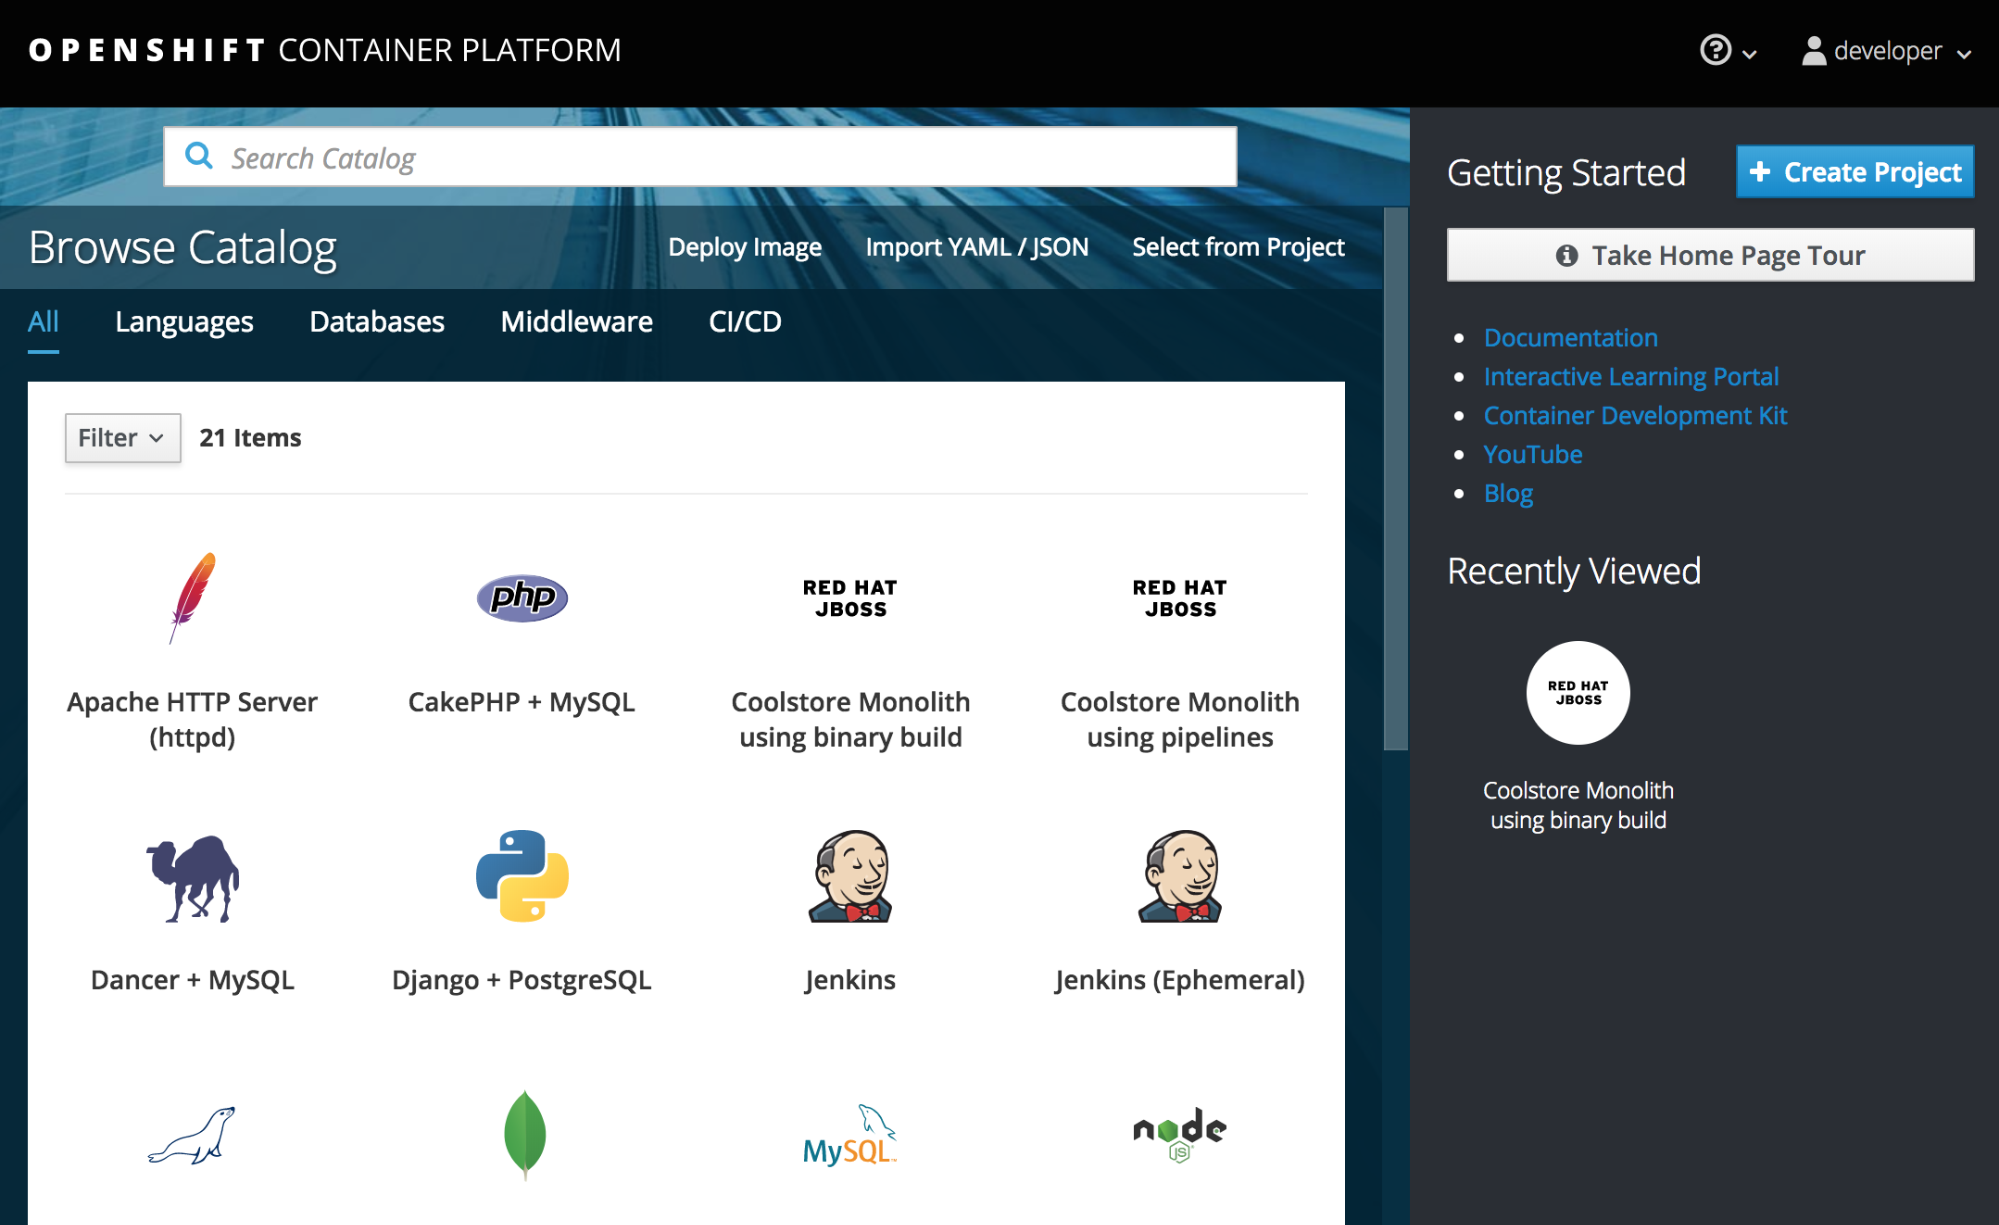 OPENSHIFT CONTAINER PLATFORM
developer
Search Catalog
Browse Catalog
Deploy Image
Import YAML / JSON
Select from Project
All
Languages
Databases
Middleware
CI/CD
Filter
21 Items
php
RED HAT
JBOSS
RED HAT
JBOSS
Apache HTTP Server
(httpd)
CakePHP + MySQL
Coolstore Monolith
using binary build
Coolstore Monolith
using pipelines
Dancer + MySQL
Django + PostgreSQL
Jenkins
Jenkins (Ephemeral)
MySQL
node
JS
Getting Started
+ Create Project
Take Home Page Tour
Documentation
Interactive Learning Portal
Container Development Kit
YouTube
Blog
Recently Viewed
RED HAT
JBOSS
Coolstore Monolith
using binary build